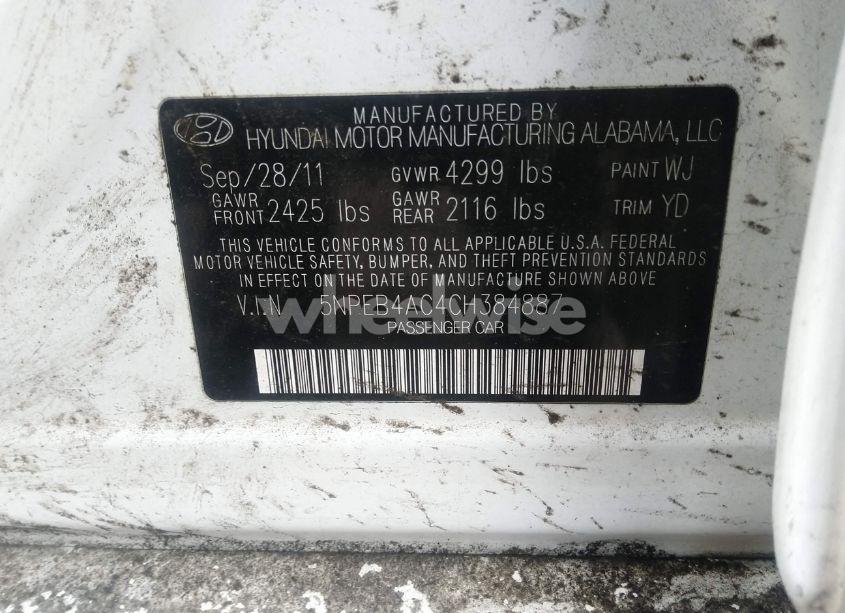 MANUFACTURED BY
HYUNDAI MOTOR MANUFACTURING ALABAMA, LLC
Sep/28/11 GVWR 4299 lbs PAINT WJ
GAWR FRONT 2425 lbs GAWR REAR 2116 lbs TRIM YD
THIS VEHICLE CONFORMS TO ALL APPLICABLE U.S.A. FEDERAL
MOTOR VEHICLE SAFETY, BUMPER, AND THEFT PREVENTION STANDARDS
IN EFFECT ON THE DATE OF MANUFACTURE SHOWN ABOVE
V.I.N 5NPEB4AC4CH384887
wheelwise
PASSENGER CAR